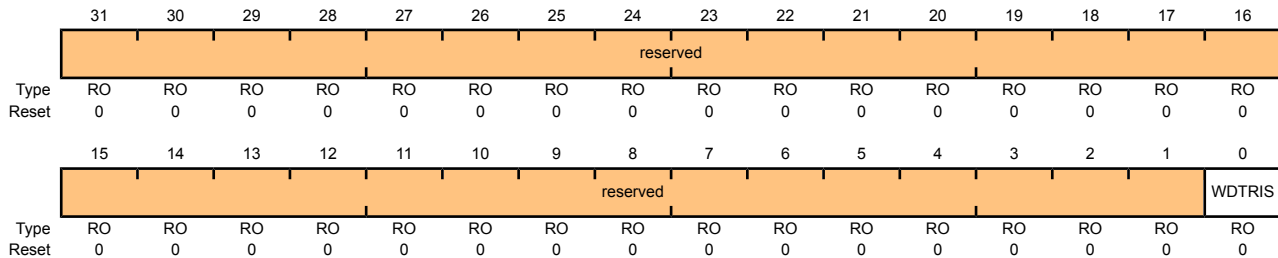 31 30 29 28 27 26 25 24 23 22 21 20 19 18 17 16
reserved
Type RO RO RO RO RO RO RO RO RO RO RO RO RO RO RO RO
Reset 0 0 0 0 0 0 0 0 0 0 0 0 0 0 0 0
15 14 13 12 11 10 9 8 7 6 5 4 3 2 1 0
reserved WDTRIS
Type RO RO RO RO RO RO RO RO RO RO RO RO RO RO RO RO
Reset 0 0 0 0 0 0 0 0 0 0 0 0 0 0 0 0